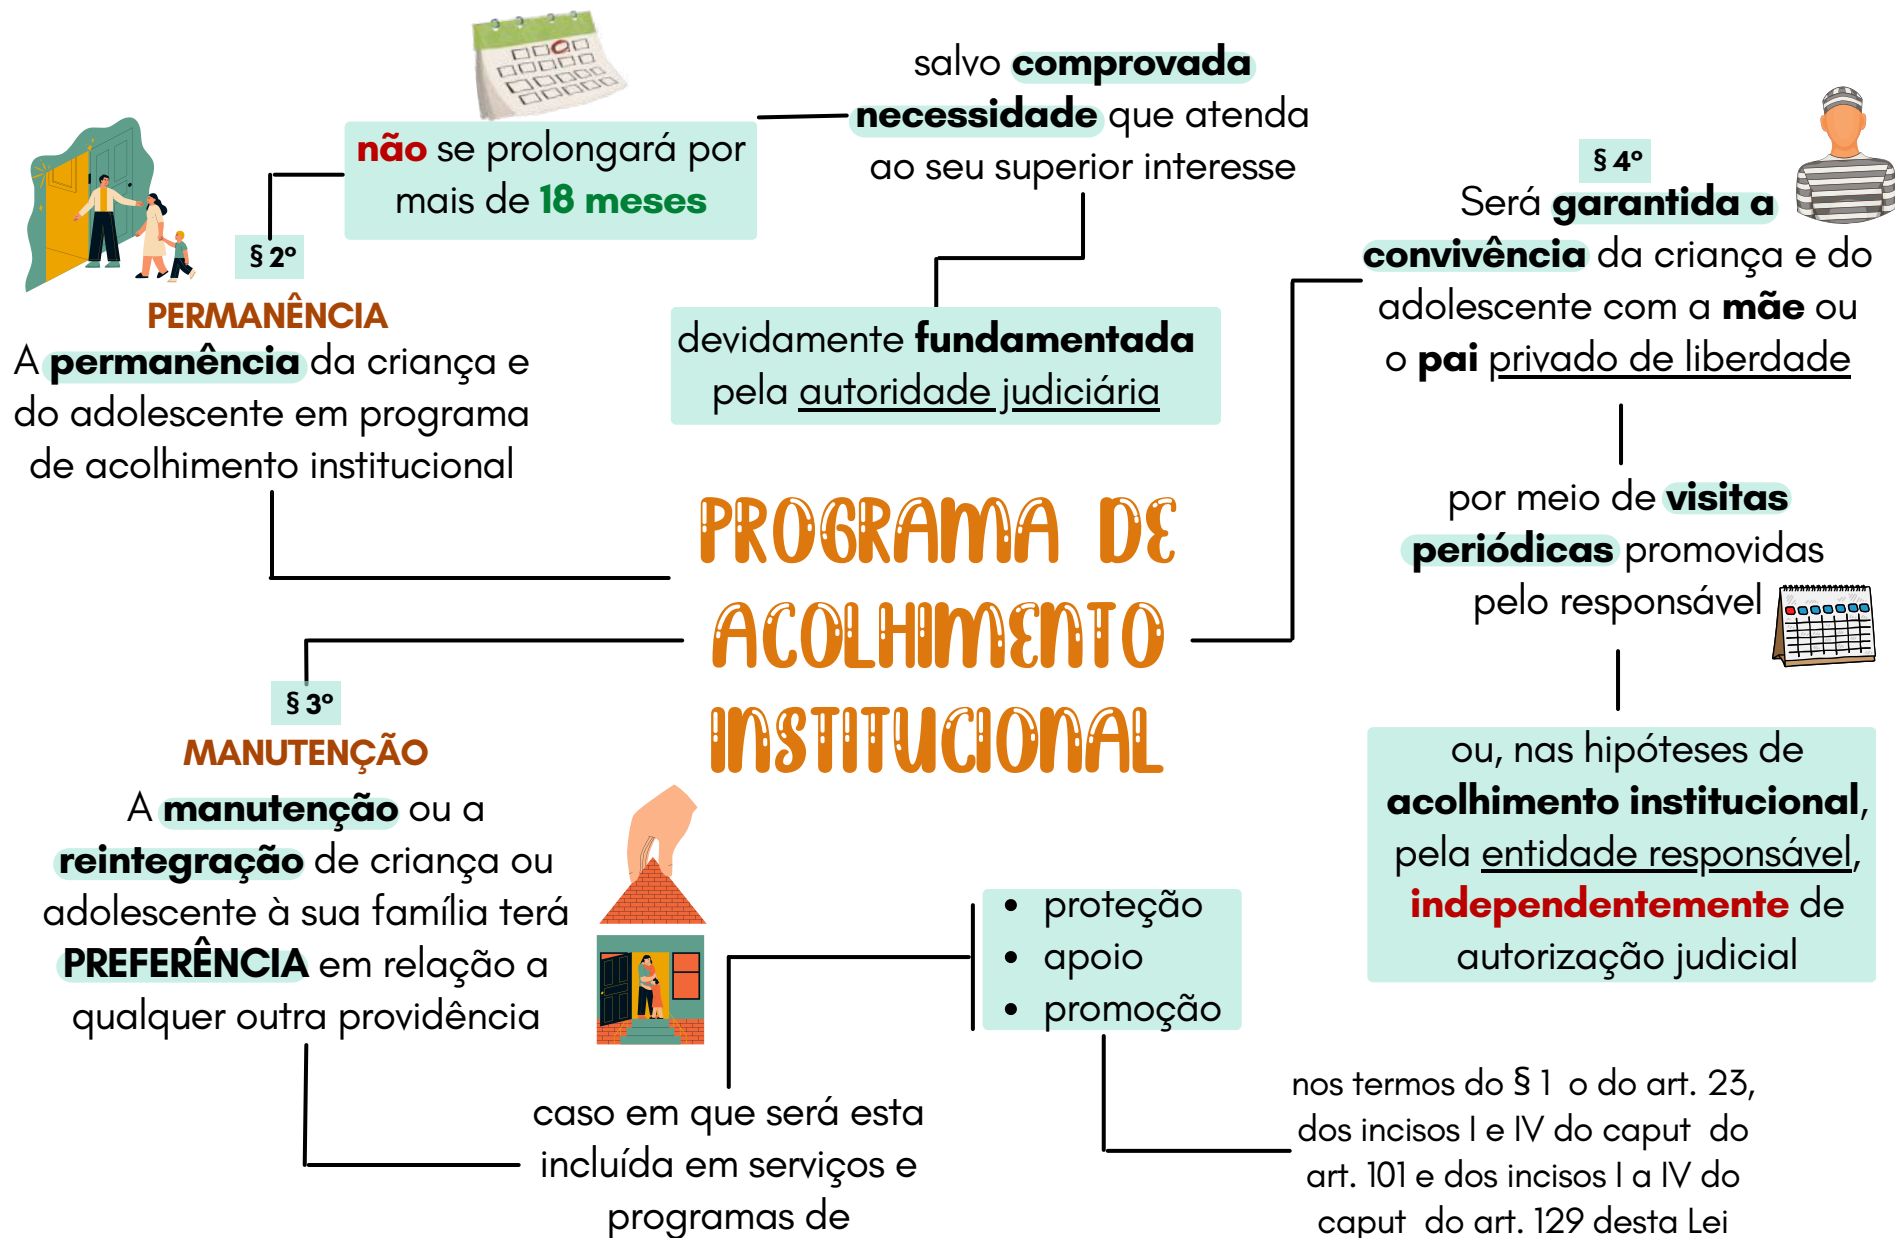 PROGRAMA DE
ACOLHIMENTO
INSTITUCIONAL
§ 2º
PERMANÊNCIA
A permanência da criança e
do adolescente em programa
de acolhimento institucional
não se prolongará por
mais de 18 meses
salvo comprovada
necessidade que atenda
ao seu superior interesse
devidamente fundamentada
pela autoridade judiciária
§ 3º
MANUTENÇÃO
A manutenção ou a
reintegração de criança ou
adolescente à sua família terá
PREFERÊNCIA em relação a
qualquer outra providência
caso em que será esta
incluída em serviços e
programas de
• proteção
• apoio
• promoção
nos termos do § 1 o do art. 23,
dos incisos I e IV do caput do
art. 101 e dos incisos I a IV do
caput do art. 129 desta Lei
§ 4º
Será garantida a
convivência da criança e do
adolescente com a mãe ou
o pai privado de liberdade
por meio de visitas
periódicas promovidas
pelo responsável
ou, nas hipóteses de
acolhimento institucional,
pela entidade responsável,
independentemente de
autorização judicial